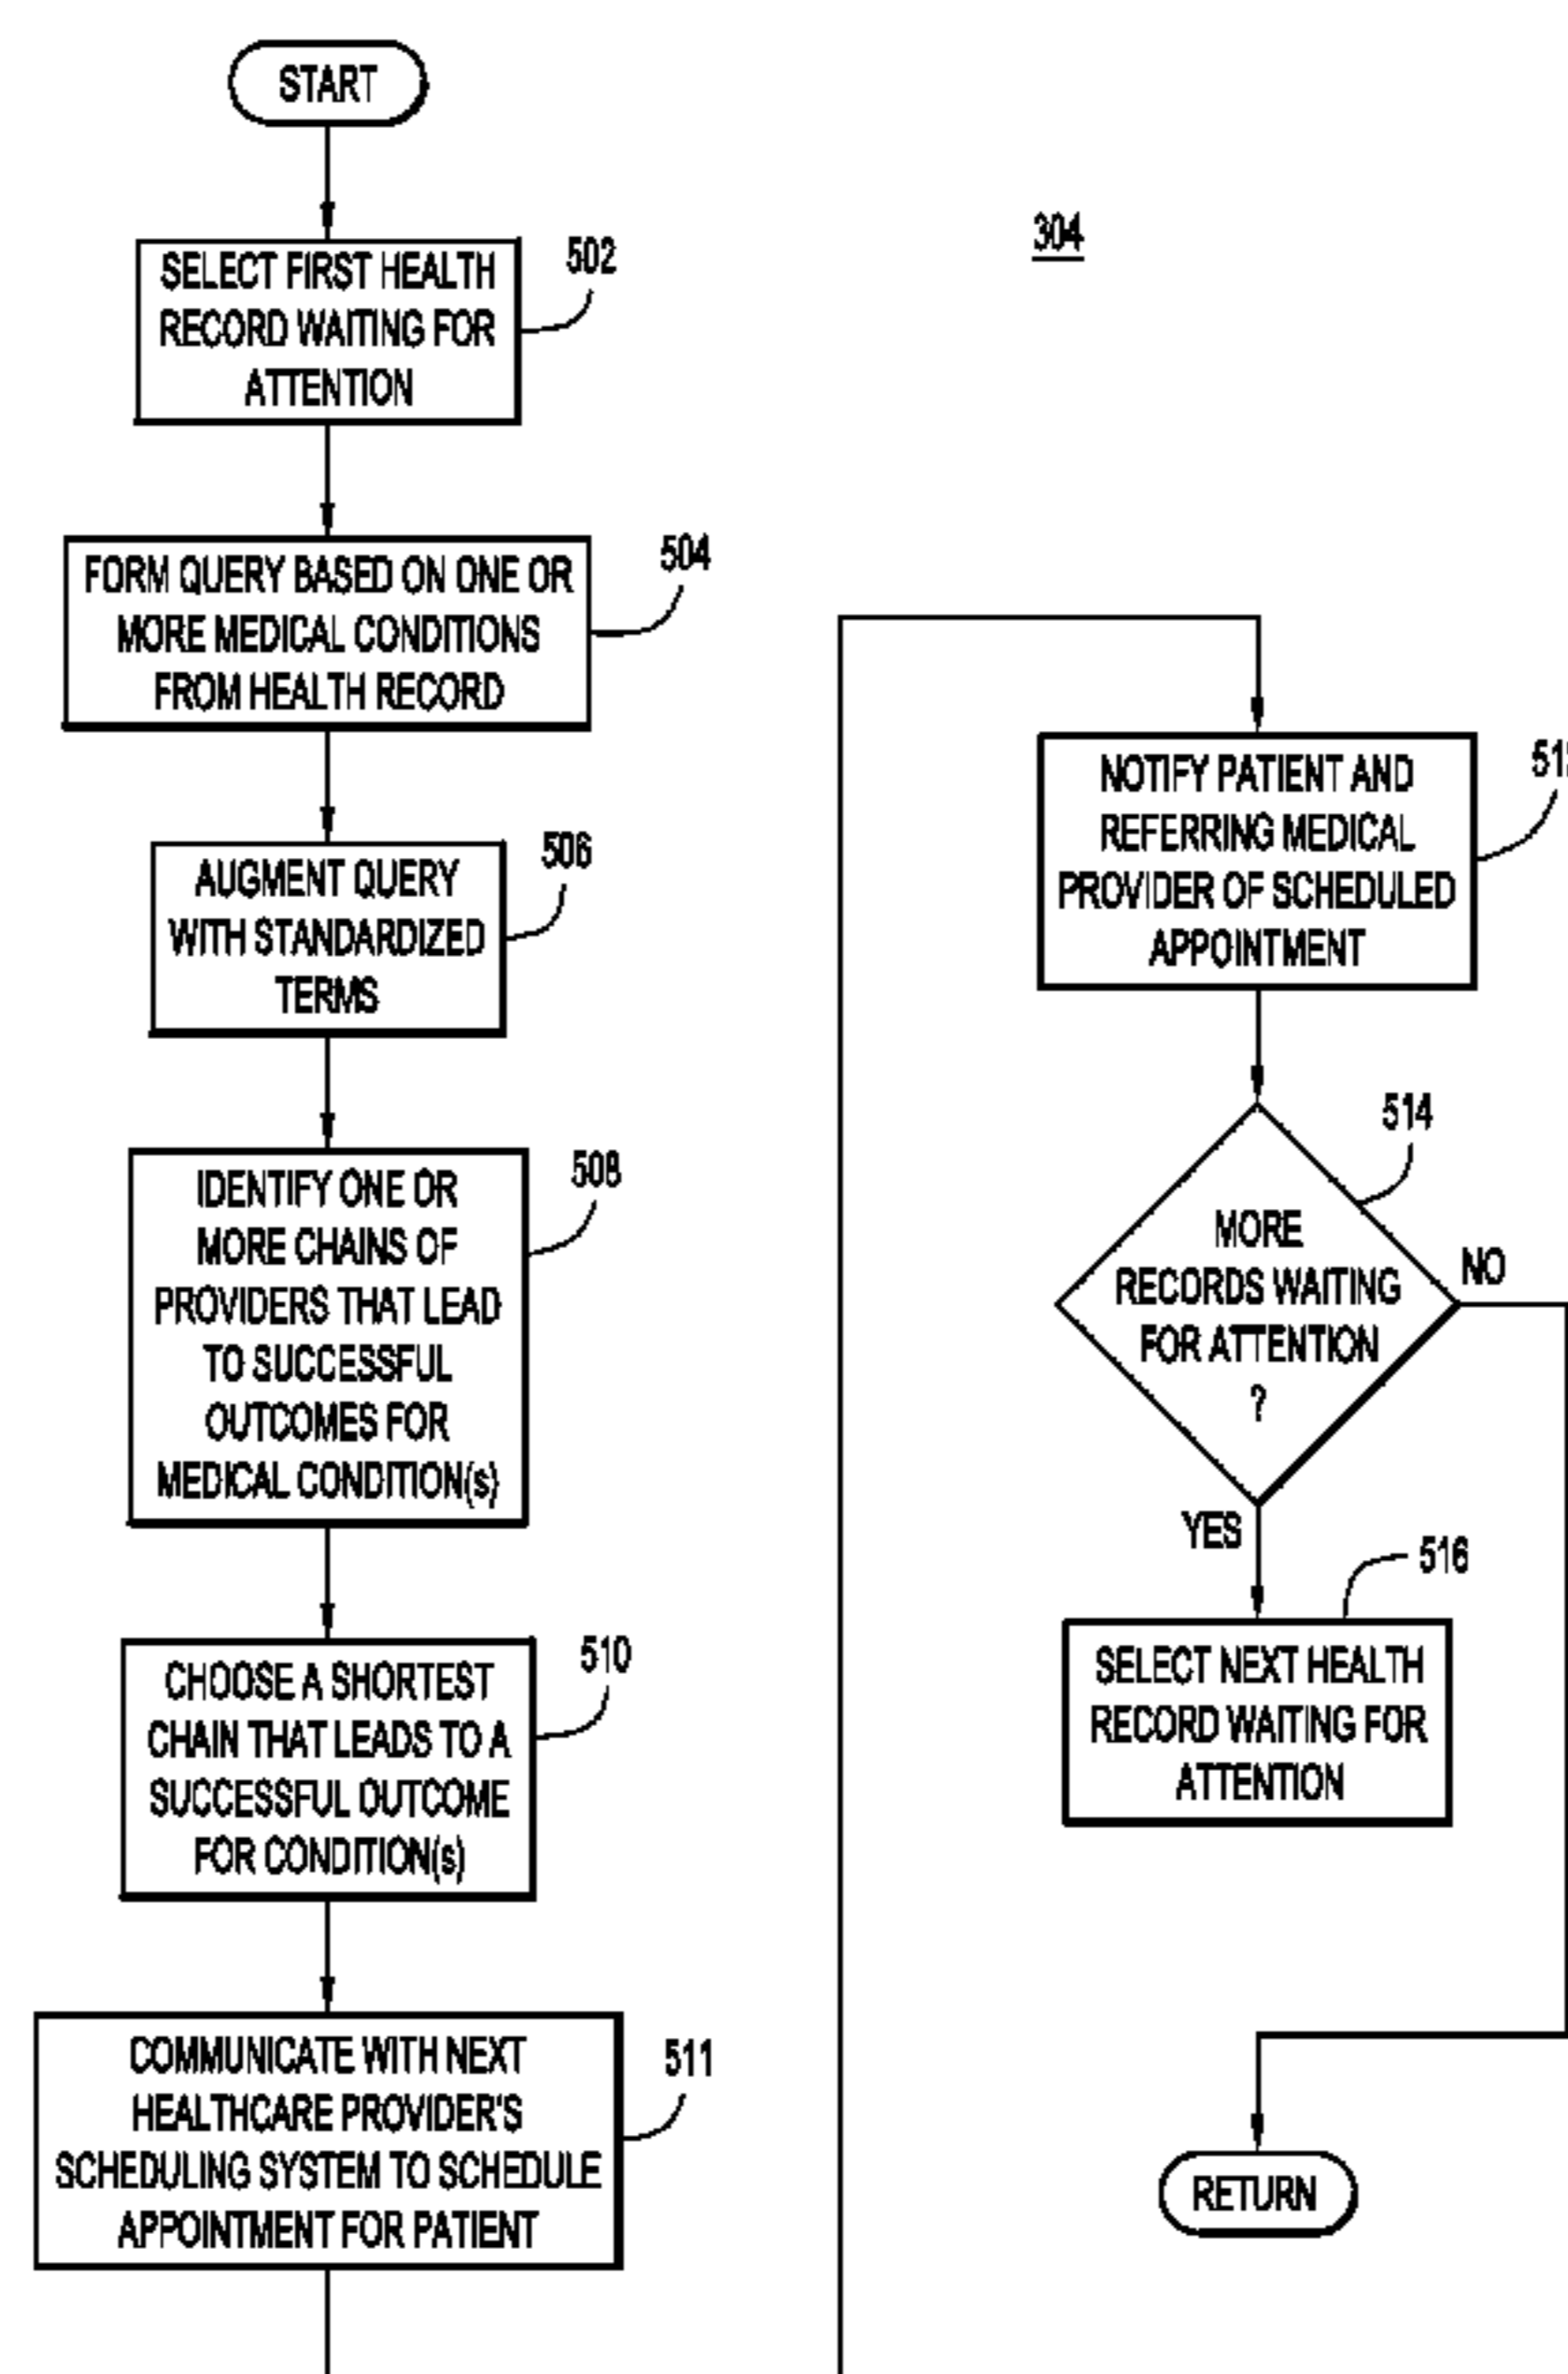 START
SELECT FIRST HEALTH
RECORD WAITING FOR
ATTENTION
502
304
FORM QUERY BASED ON ONE OR
MORE MEDICAL CONDITIONS
FROM HEALTH RECORD
504
AUGMENT QUERY
WITH STANDARDIZED
TERMS
506
IDENTIFY ONE OR
MORE CHAINS OF
PROVIDERS THAT LEAD
TO SUCCESSFUL
OUTCOMES FOR
MEDICAL CONDITION(s)
508
CHOOSE A SHORTEST
CHAIN THAT LEADS TO A
SUCCESSFUL OUTCOME
FOR CONDITION(s)
510
COMMUNICATE WITH NEXT
HEALTHCARE PROVIDER'S
SCHEDULING SYSTEM TO SCHEDULE
APPOINTMENT FOR PATIENT
511
NOTIFY PATIENT AND
REFERRING MEDICAL
PROVIDER OF SCHEDULED
APPOINTMENT
514
MORE
RECORDS WAITING
FOR ATTENTION
?
NO
YES
516
SELECT NEXT HEALTH
RECORD WAITING FOR
ATTENTION
RETURN